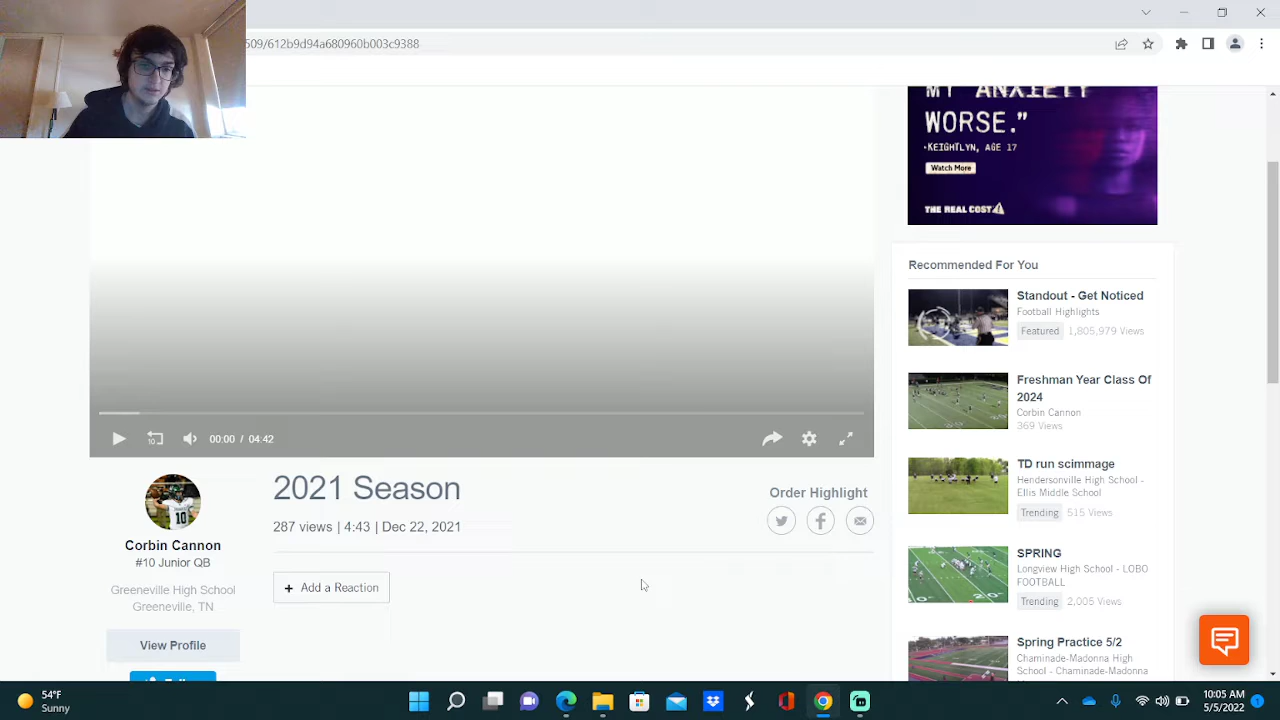 509/612b9d94a680960b003c9388
MY ANXIETY
WORSE.”
-KEIGHTLYN, AGE 17
Watch More
THE REAL COST
Recommended For You
Standout - Get Noticed
Football Highlights
Featured 1,805,979 Views
Freshman Year Class Of
2024
Corbin Cannon
369 Views
TD run scimmage
Hendersonville High School -
Ellis Middle School
Trending 515 Views
SPRING
Longview High School - LOBO
FOOTBALL
Trending 2,005 Views
Spring Practice 5/2
Chaminade-Madonna High
School - Chaminade-Madonna
10
00:00 / 04:42
2021 Season
287 views | 4:43 | Dec 22, 2021
Order Highlight
+ Add a Reaction
10
Corbin Cannon
#10 Junior QB
Greeneville High School
Greeneville, TN
View Profile
54°F
Sunny
10:05 AM
5/5/2022